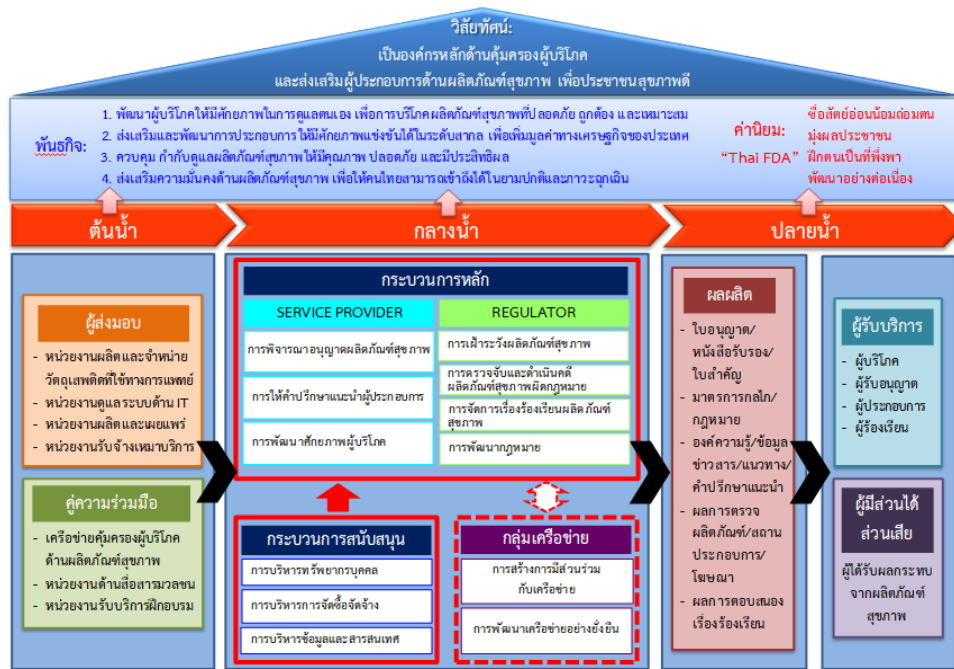 วิสัยทัศน์:
เป็นองค์กรหลักด้านคุ้มครองผู้บริโภค
และส่งเสริมผู้ประกอบการด้านผลิตภัณฑ์สุขภาพ เพื่อประชาชนสุขภาพดี
พันธกิจ:
1. พัฒนาผู้บริโภคให้มีศักยภาพในการดูแลตนเอง เพื่อการบริโภคผลิตภัณฑ์สุขภาพที่ปลอดภัย ถูกต้อง และเหมาะสม
2. ส่งเสริมและพัฒนาการประกอบการให้มีศักยภาพแข่งขันได้ในระดับสากล เพื่อเพิ่มมูลค่าทางเศรษฐกิจของประเทศ
3. ควบคุม กำกับดูแลผลิตภัณฑ์สุขภาพให้มีคุณภาพ ปลอดภัย และมีประสิทธิผล
4. ส่งเสริมความมั่นคงด้านผลิตภัณฑ์สุขภาพ เพื่อให้คนไทยสามารถเข้าถึงได้ในยามปกติและภาวะฉุกเฉิน
ค่านิยม:
“Thai FDA”
ซื่อสัตย์อ่อนน้อมถ่อมตน
มุ่งผลประชาชน
ฝึกตนเป็นที่พึ่งพา
พัฒนาอย่างต่อเนื่อง
ต้นน้ำ
กลางน้ำ
ปลายน้ำ
ผู้ส่งมอบ
- หน่วยงานผลิตและจำหน่าย
วัตถุเสพติดที่ใช้ทางการแพทย์
- หน่วยงานดูแลระบบด้าน IT
- หน่วยงานผลิตและเผยแพร่
- หน่วยงานรับจ้างเหมาบริการ
คู่ความร่วมมือ
- เครือข่ายคุ้มครองผู้บริโภค
ด้านผลิตภัณฑ์สุขภาพ
- หน่วยงานด้านสื่อสารมวลชน
- หน่วยงานรับบริการฝึกอบรม
กระบวนการหลัก
SERVICE PROVIDER
การพิจารณาอนุญาตผลิตภัณฑ์สุขภาพ
การให้คำปรึกษาแนะนำผู้ประกอบการ
การพัฒนาศักยภาพผู้บริโภค
REGULATOR
การเฝ้าระวังผลิตภัณฑ์สุขภาพ
การตรวจจับและดำเนินคดี
ผลิตภัณฑ์สุขภาพผิดกฎหมาย
การจัดการเรื่องร้องเรียนผลิตภัณฑ์
สุขภาพ
การพัฒนากฎหมาย
กระบวนการสนับสนุน
การบริหารทรัพยากรบุคคล
การบริหารการจัดซื้อจัดจ้าง
การบริหารข้อมูลและสารสนเทศ
กลุ่มเครือข่าย
การสร้างการมีส่วนร่วม
กับเครือข่าย
การพัฒนาเครือข่ายอย่างยั่งยืน
ผลผลิต
- ใบอนุญาต/
หนังสือรับรอง/
ใบสำคัญ
- มาตรการกลไก/
กฎหมาย
- องค์ความรู้/ข้อมูล
ข่าวสาร/แนวทาง/
คำปรึกษาแนะนำ
- ผลการตรวจ
ผลิตภัณฑ์/สถาน
ประกอบการ/
โฆษณา
- ผลการตอบสนอง
เรื่องร้องเรียน
ผู้รับบริการ
- ผู้บริโภค
- ผู้รับอนุญาต
- ผู้ประกอบการ
- ผู้ร้องเรียน
ผู้มีส่วนได้
ส่วนเสีย
ผู้ได้รับผลกระทบ
จากผลิตภัณฑ์
สุขภาพ